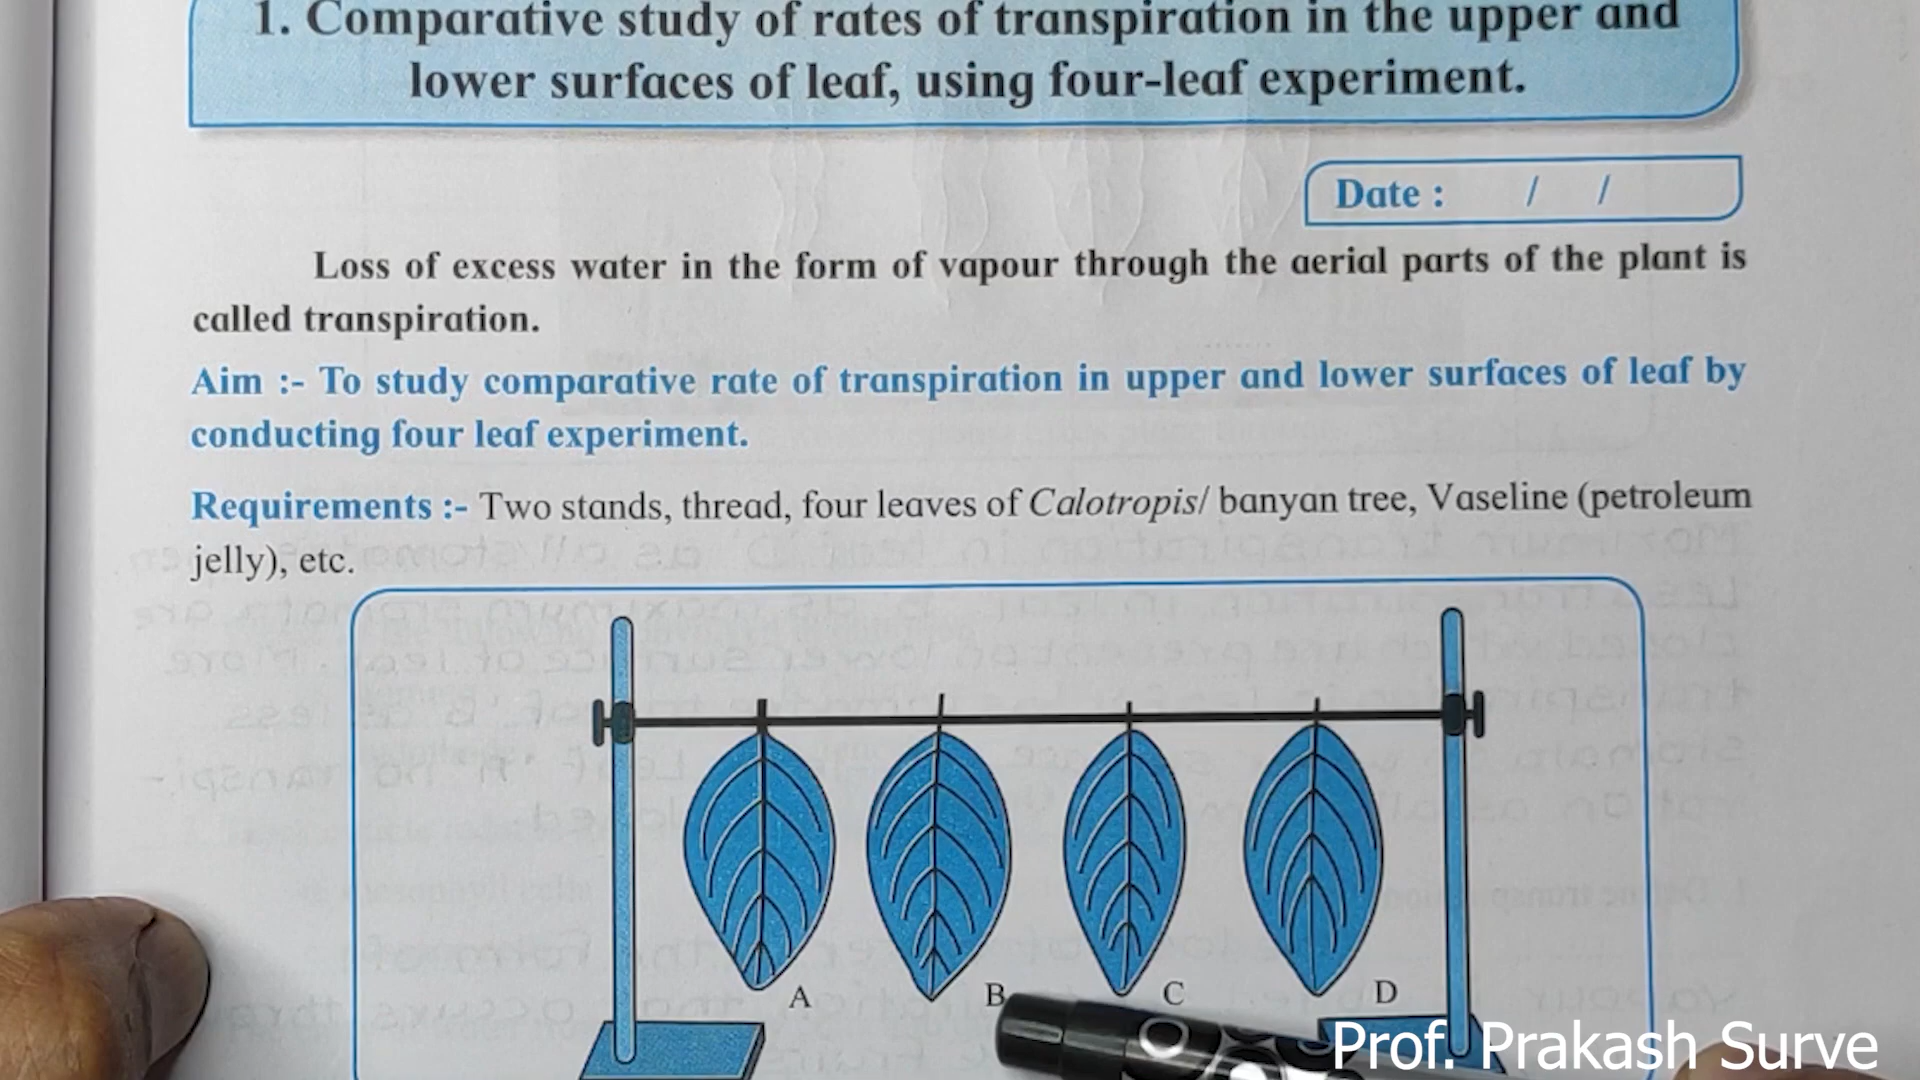 1. Comparative study of rates of transpiration in the upper and
lower surfaces of leaf, using four-leaf experiment.
Date : / /
Loss of excess water in the form of vapour through the aerial parts of the plant is
called transpiration.
Aim :- To study comparative rate of transpiration in upper and lower surfaces of leaf by
conducting four leaf experiment.
Requirements :- Two stands, thread, four leaves of Calotropis/ banyan tree, Vaseline (petroleum
jelly), etc.
A B C D
Prof. Prakash Surve